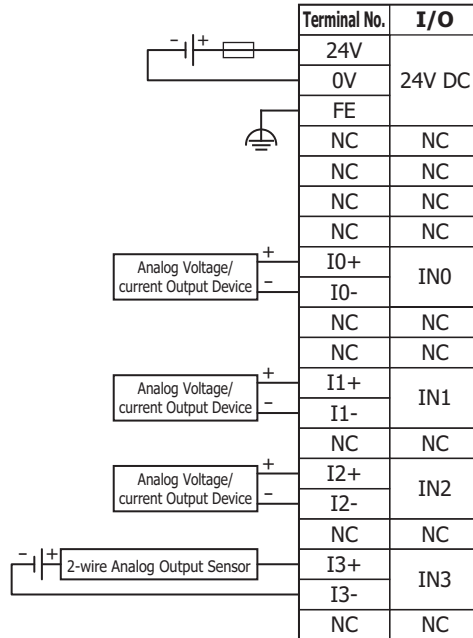 Terminal No. I/O
- + 24V
0V 24V DC
FE
NC NC
NC NC
NC NC
NC NC
Analog Voltage/
current Output Device
+ I0+ IN0
- I0-
NC NC
NC NC
Analog Voltage/
current Output Device
+ I1+ IN1
- I1-
NC NC
Analog Voltage/
current Output Device
+ I2+ IN2
- I2-
NC NC
- + 2-wire Analog Output Sensor I3+ IN3
I3-
NC NC